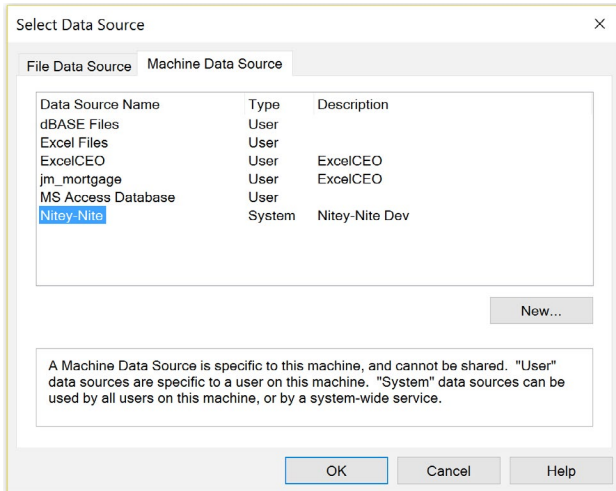 Select Data Source
File Data Source Machine Data Source
Data Source Name Type Description
dBASE Files User
Excel Files User
ExcelCEO User ExcelCEO
jm_mortgage User ExcelCEO
MS Access Database User
Nitey-Nite System Nitey-Nite Dev
New...
A Machine Data Source is specific to this machine, and cannot be shared. "User"
data sources are specific to a user on this machine. "System" data sources can be
used by all users on this machine, or by a system-wide service.
OK Cancel Help